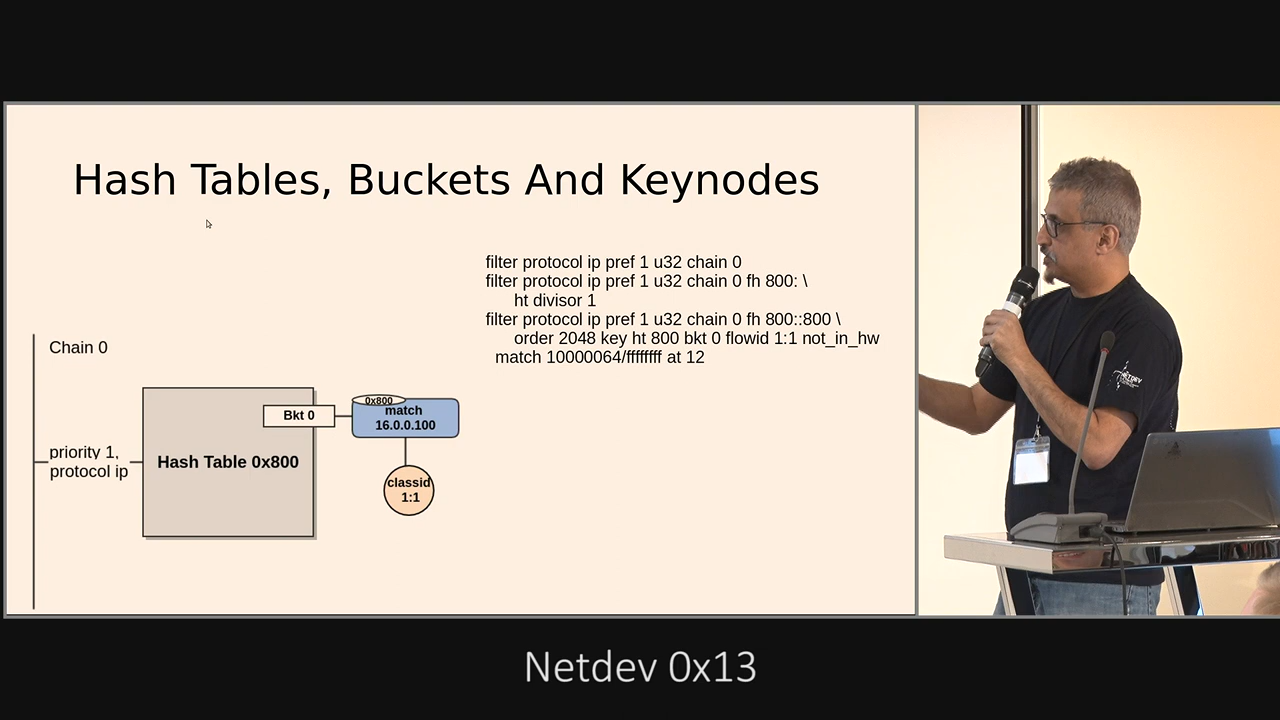 Hash Tables, Buckets And Keynodes
filter protocol ip pref 1 u32 chain 0
filter protocol ip pref 1 u32 chain 0 fh 800: \
ht divisor 1
filter protocol ip pref 1 u32 chain 0 fh 800::800 \
order 2048 key ht 800 bkt 0 flowid 1:1 not_in_hw
match 10000064/ffffffff at 12
Chain 0
priority 1,
protocol ip
Hash Table 0x800
Bkt 0
0x800
match
16.0.0.100
classid
1:1
NETDEV
Netdev 0x13